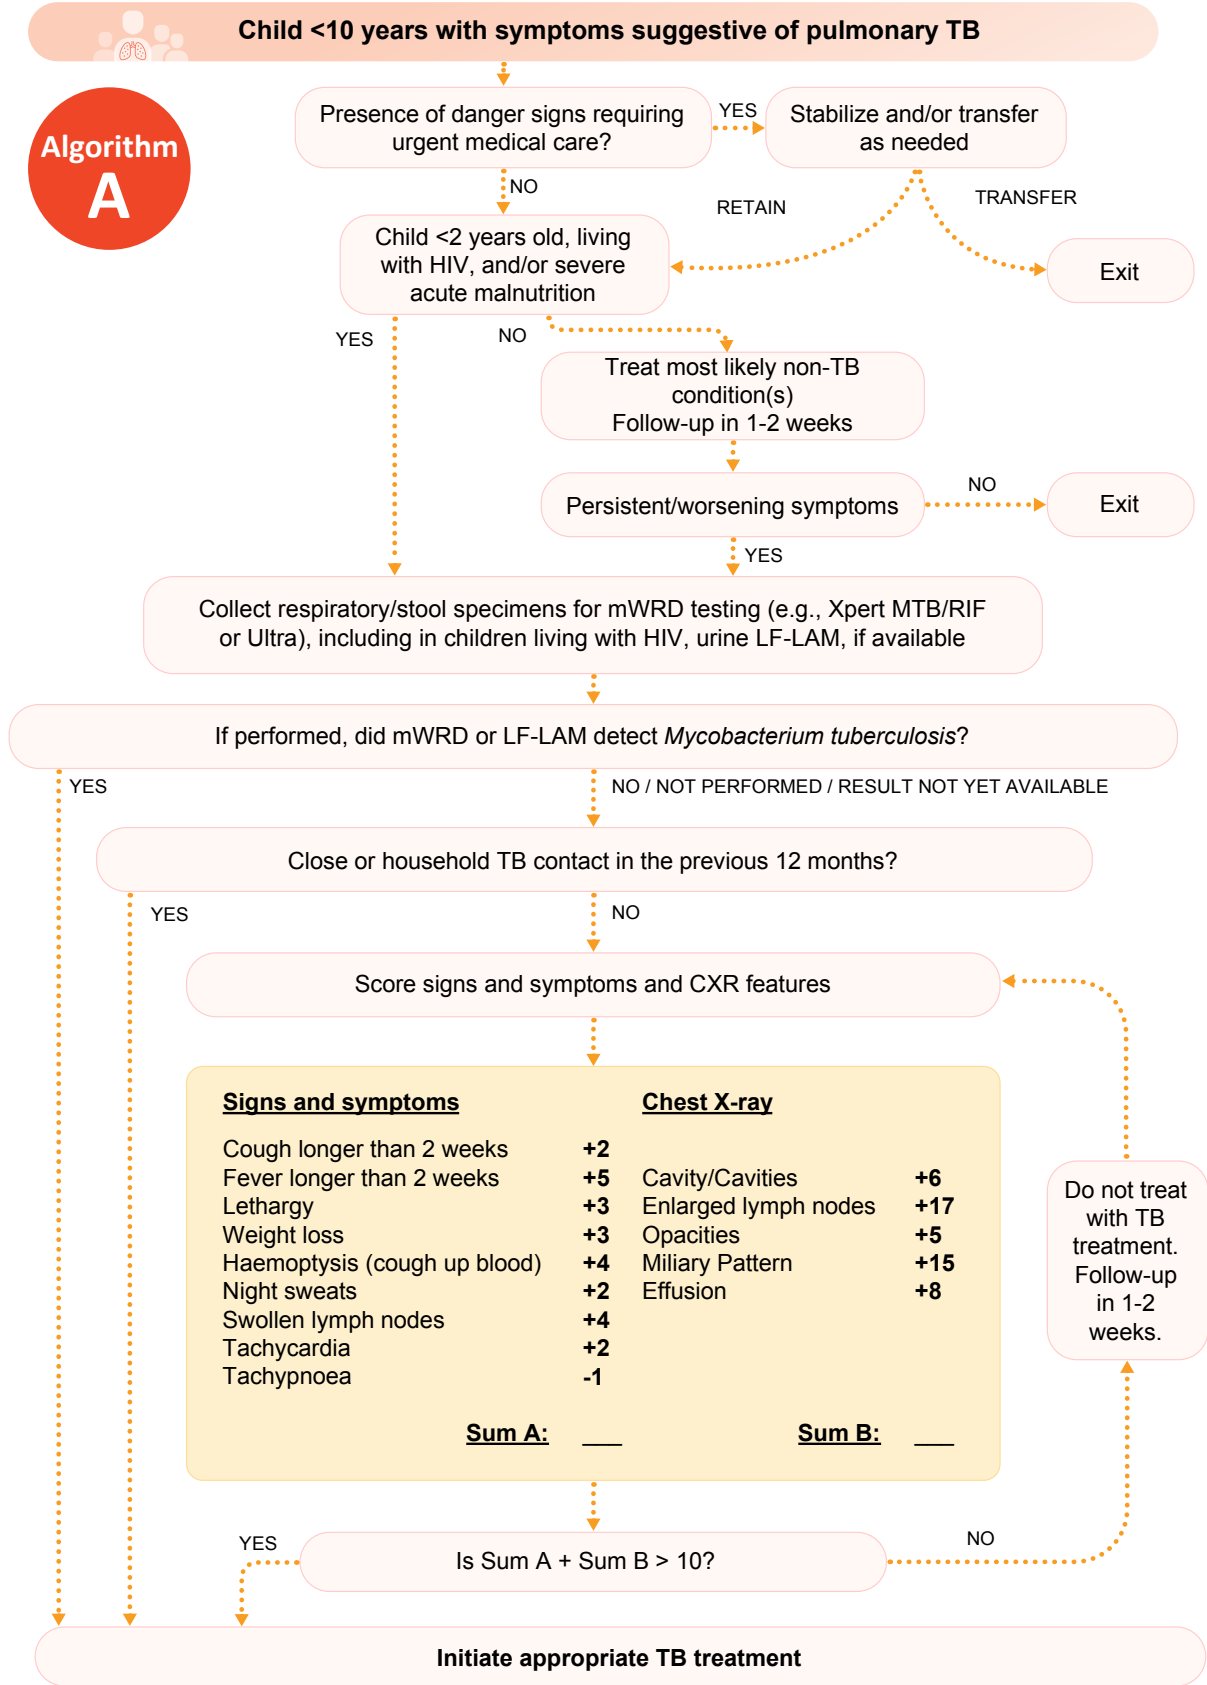 Child <10 years with symptoms suggestive of pulmonary TB
Algorithm
A
Presence of danger signs requiring
urgent medical care?
YES
Stabilize and/or transfer
as needed
NO
RETAIN
TRANSFER
Child <2 years old, living
with HIV, and/or severe
acute malnutrition
Exit
YES
NO
Treat most likely non-TB
condition(s)
Follow-up in 1-2 weeks
Persistent/worsening symptoms
NO
Exit
YES
Collect respiratory/stool specimens for mWRD testing (e.g., Xpert MTB/RIF
or Ultra), including in children living with HIV, urine LF-LAM, if available
If performed, did mWRD or LF-LAM detect Mycobacterium tuberculosis?
YES
NO / NOT PERFORMED / RESULT NOT YET AVAILABLE
Close or household TB contact in the previous 12 months?
YES
NO
Score signs and symptoms and CXR features
Signs and symptoms
Cough longer than 2 weeks +2
Fever longer than 2 weeks +5
Lethargy +3
Weight loss +3
Haemoptysis (cough up blood) +4
Night sweats +2
Swollen lymph nodes +4
Tachycardia +2
Tachypnoea -1
Sum A: ___
Chest X-ray
Cavity/Cavities +6
Enlarged lymph nodes +17
Opacities +5
Miliary Pattern +15
Effusion +8
Sum B: ___
Do not treat
with TB
treatment.
Follow-up
in 1-2
weeks.
YES
Is Sum A + Sum B > 10?
NO
Initiate appropriate TB treatment